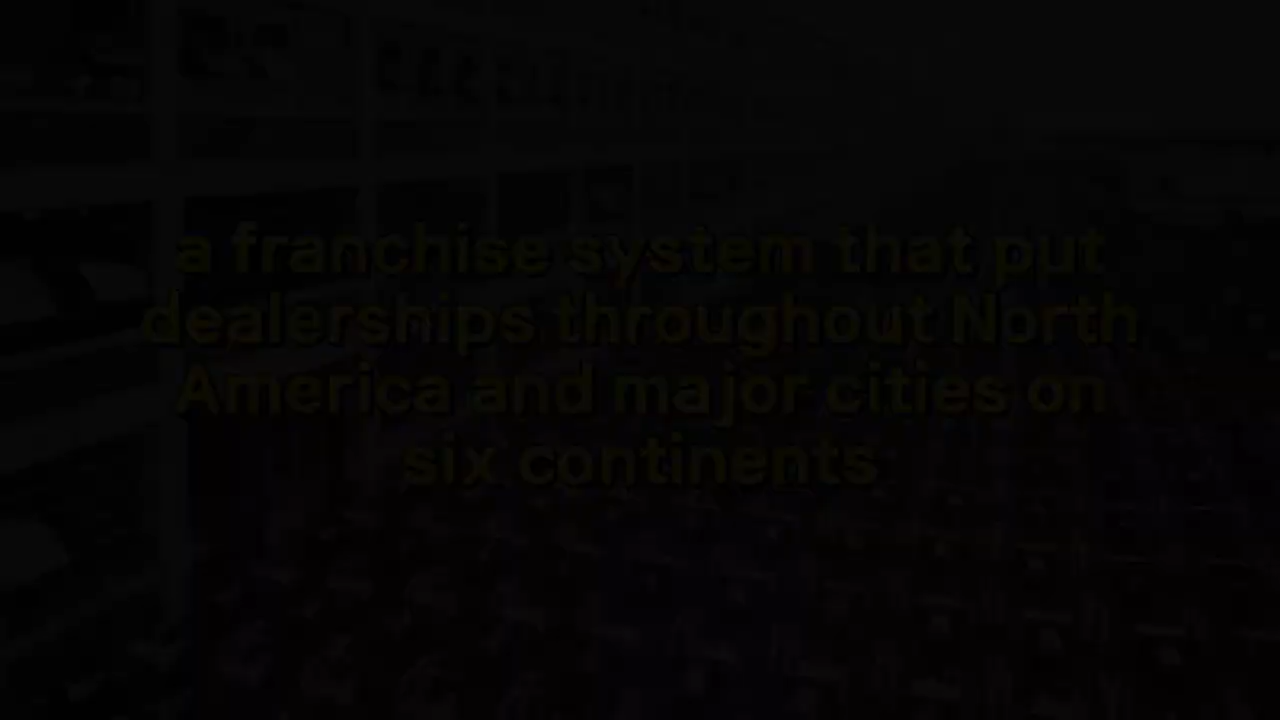 a franchise system that put
dealerships throughout North
America and major cities on
six continents